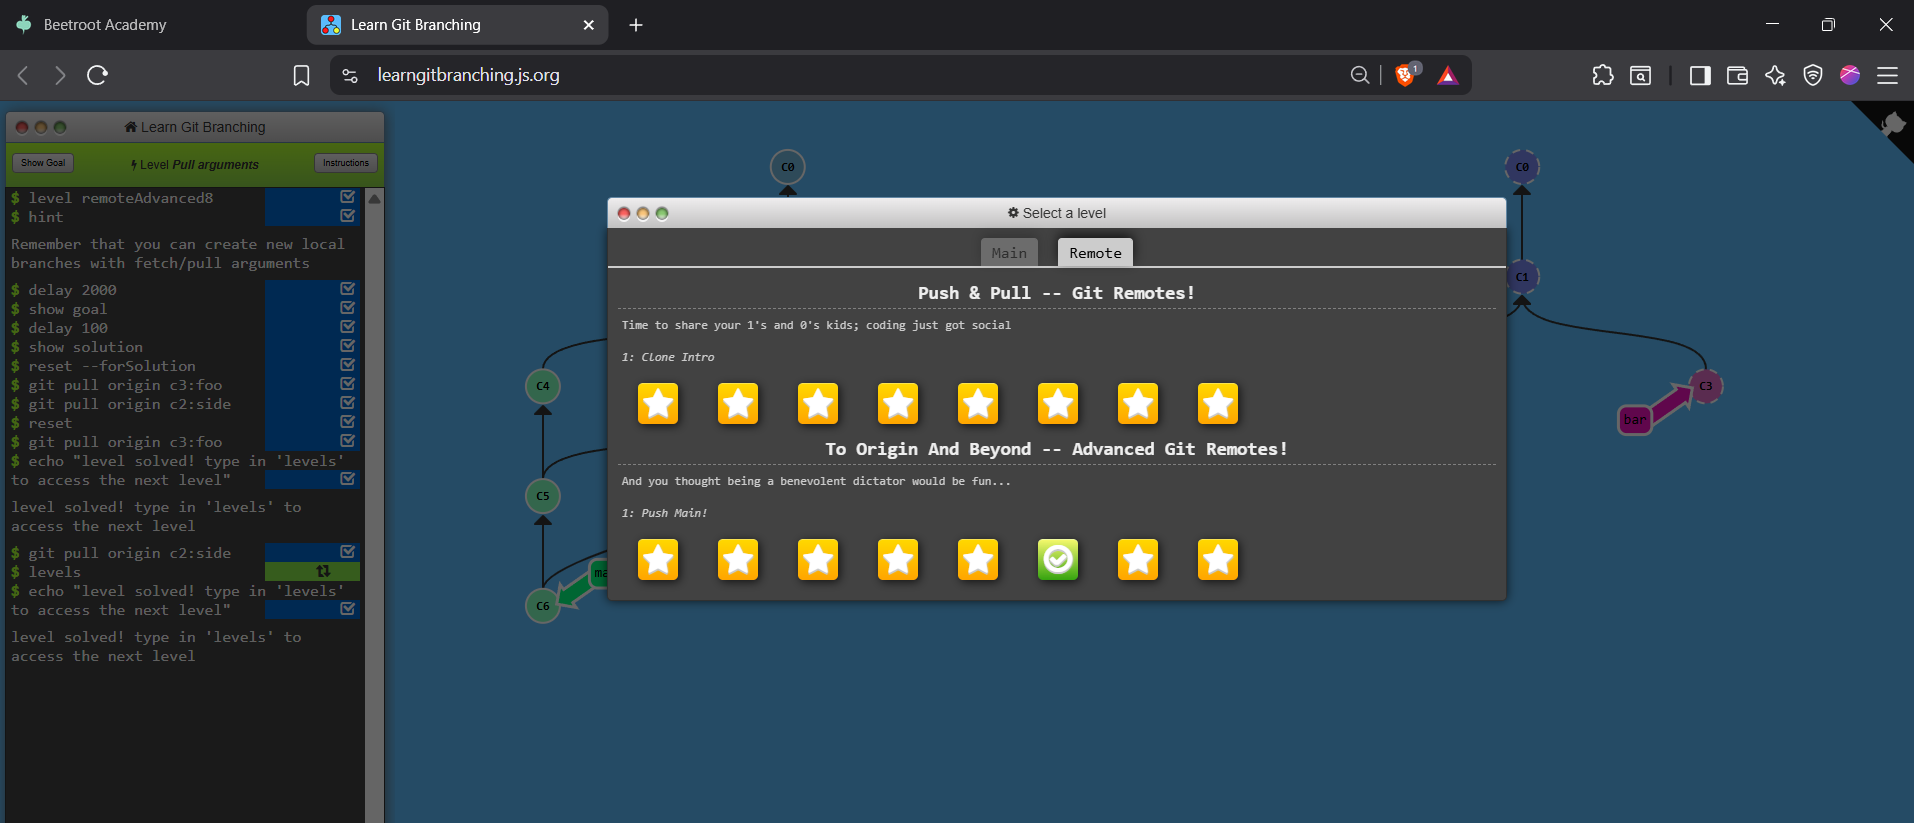 Beetroot Academy
Learn Git Branching
learngitbranching.js.org
1
Learn Git Branching
Show Goal
Level Pull arguments
Instructions
$ level remoteAdvanced8
$ hint
Remember that you can create new local
branches with fetch/pull arguments
$ delay 2000
$ show goal
$ delay 100
$ show solution
$ reset --forSolution
$ git pull origin c3:foo
$ git pull origin c2:side
$ reset
$ git pull origin c3:foo
$ echo "level solved! type in 'levels'
to access the next level"
level solved! type in 'levels' to
access the next level
$ git pull origin c2:side
$ levels
$ echo "level solved! type in 'levels'
to access the next level"
level solved! type in 'levels' to
access the next level
C0
C4
C5
C6
ma
Select a level
Main
Remote
Push & Pull -- Git Remotes!
Time to share your 1's and 0's kids; coding just got social
1: Clone Intro
To Origin And Beyond -- Advanced Git Remotes!
And you thought being a benevolent dictator would be fun...
1: Push Main!
C0
C1
C3
bar